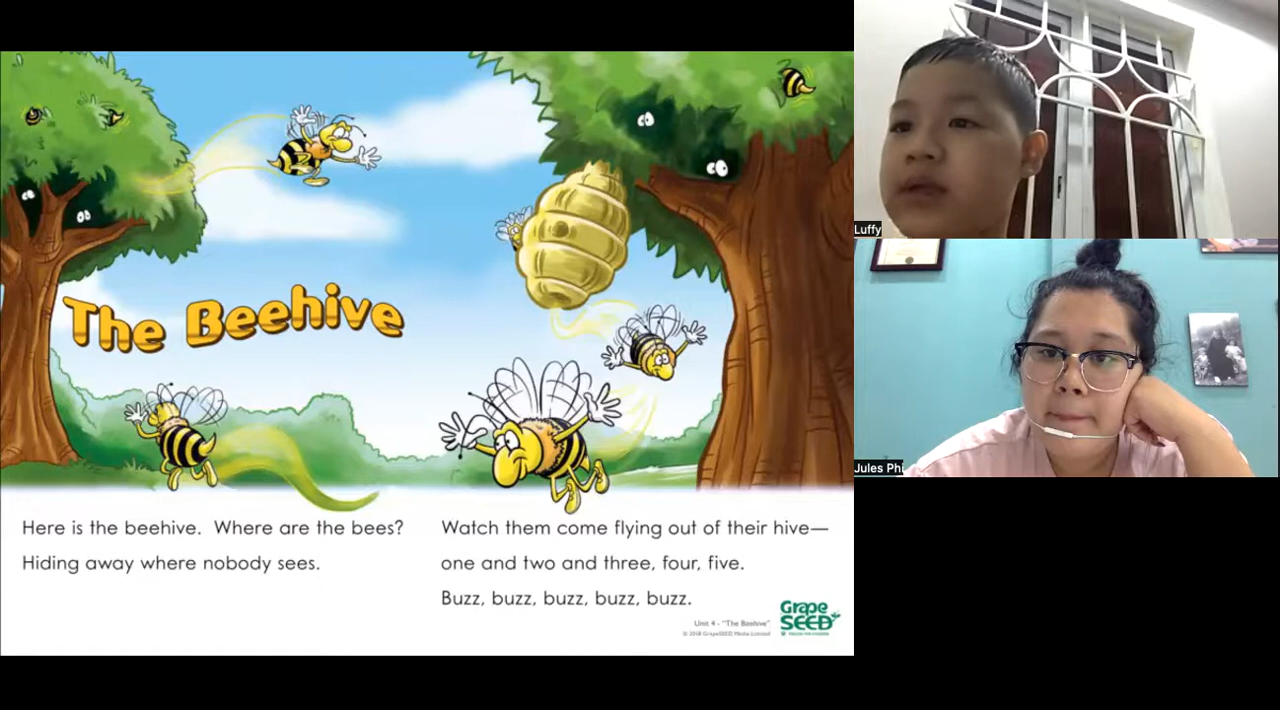 The Beehive
Here is the beehive. Where are the bees?
Hiding away where nobody sees.
Watch them come flying out of their hive—
one and two and three, four, five.
Buzz, buzz, buzz, buzz, buzz.
Unit 4 - "The Beehive"
© 2018 GrapeSEED Media Limited
Grape
SEED
Luffy
Jules Phi